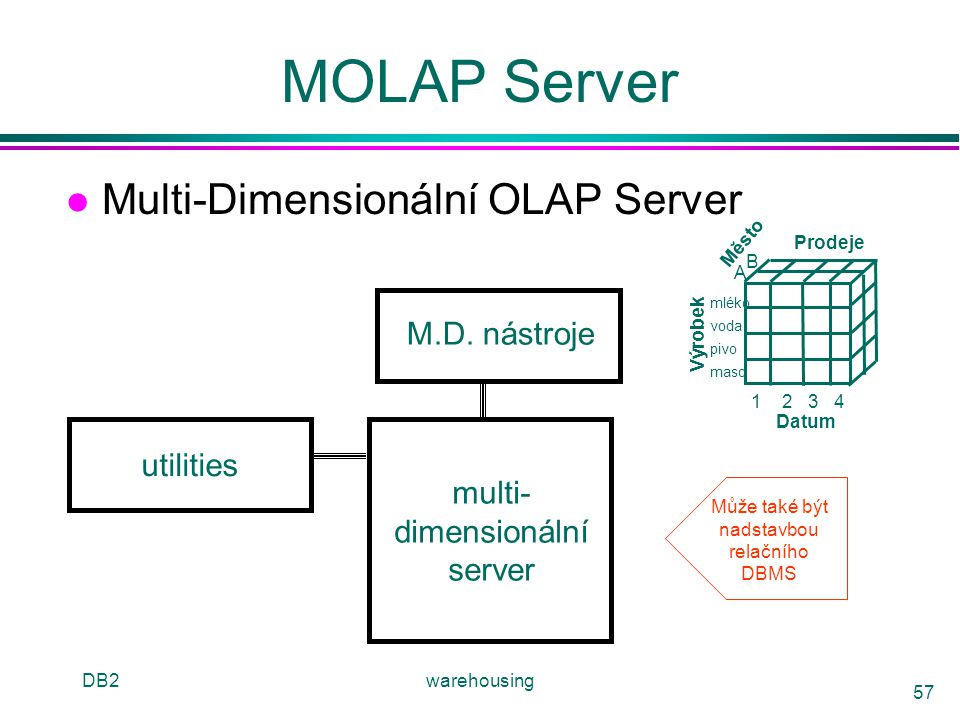 MOLAP Server
Multi-Dimensionální OLAP Server
Město
Prodeje
B
A
Výrobek
mléko
voda
pivo
maso
1 2 3 4
Datum
M.D. nástroje
utilities
multi-
dimensionální
server
Může také být
nadstavbou
relačního
DBMS
DB2
warehousing
57